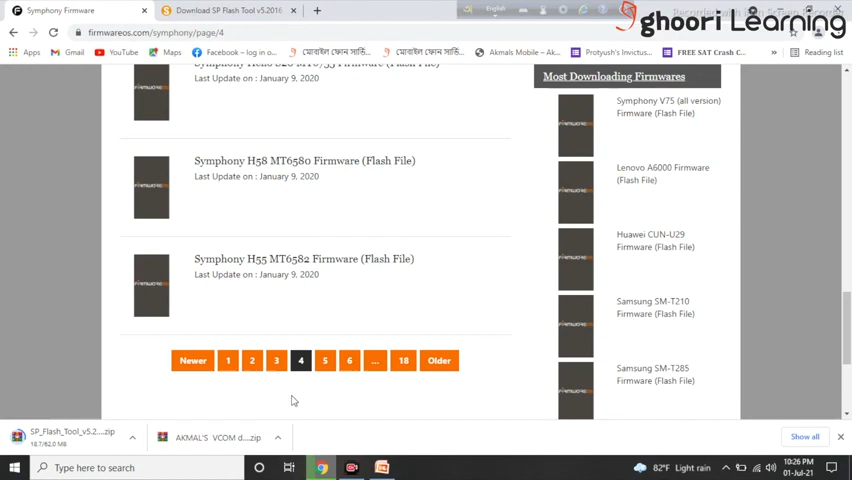 Symphony Firmware
Download SP Flash Tool v5.2016
English
ghoori Learning
firmwareos.com/symphony/page/4
Apps
Gmail
YouTube
Maps
Facebook – log in o...
মোবাইল ফোন সার্ভি...
মোবাইল ফোন সার্ভি...
Akmals Mobile – Ak...
Protyush's Invictus...
FREE SAT Crash C...
Reading list
Last Update on : January 9, 2020
Symphony H58 MT6580 Firmware (Flash File)
Last Update on : January 9, 2020
Symphony H55 MT6582 Firmware (Flash File)
Last Update on : January 9, 2020
Newer 1 2 3 4 5 6 ... 18 Older
Most Downloading Firmwares
Symphony V75 (all version)
Firmware (Flash File)
Lenovo A6000 Firmware
(Flash File)
Huawei CUN-U29
Firmware (Flash File)
Samsung SM-T210
Firmware (Flash File)
Samsung SM-T285
Firmware (Flash File)
SP_Flash_Tool_v5.2....zip
18.7/62.0 MB
AKMAL'S VCOM d....zip
Show all
Type here to search
82°F Light rain
10:26 PM
01-Jul-21